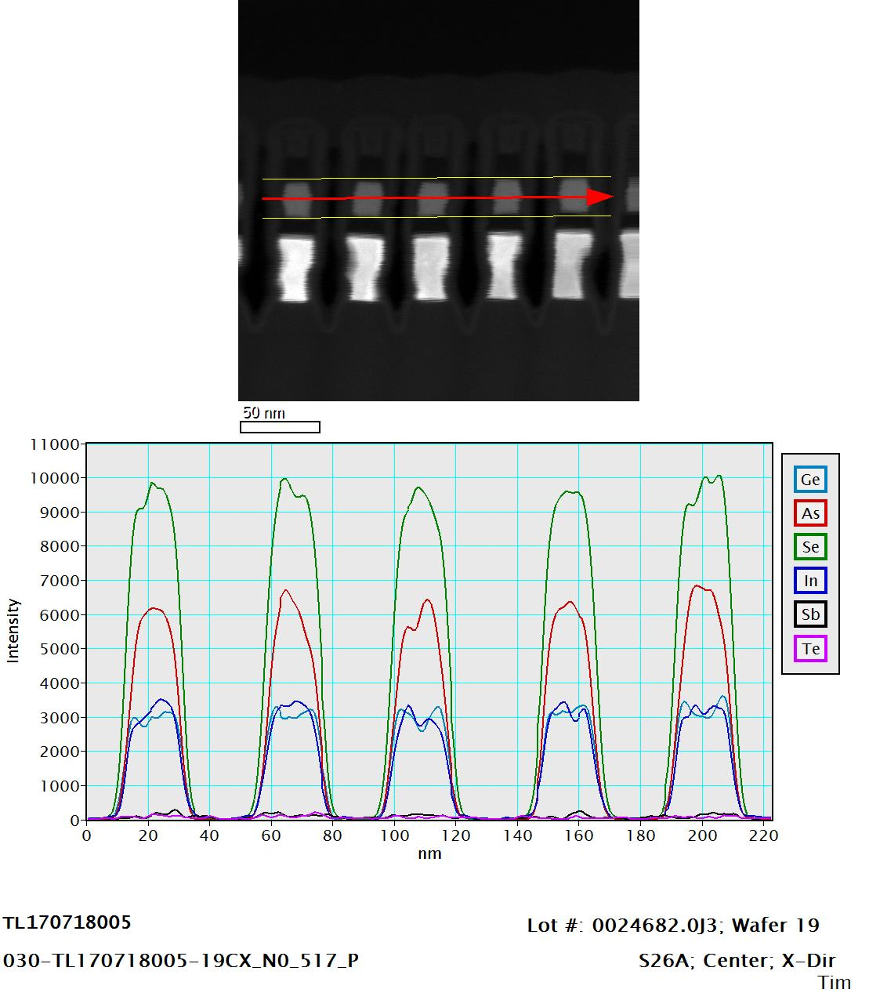 50 nm
11000
10000
9000
8000
7000
6000
5000
4000
3000
2000
1000
0
Intensity
0 20 40 60 80 100 120 140 160 180 200 220
nm
Ge
As
Se
In
Sb
Te
TL170718005
Lot #: 0024682.0J3; Wafer 19
030-TL170718005-19CX_N0_517_P
S26A; Center; X-Dir
Tim